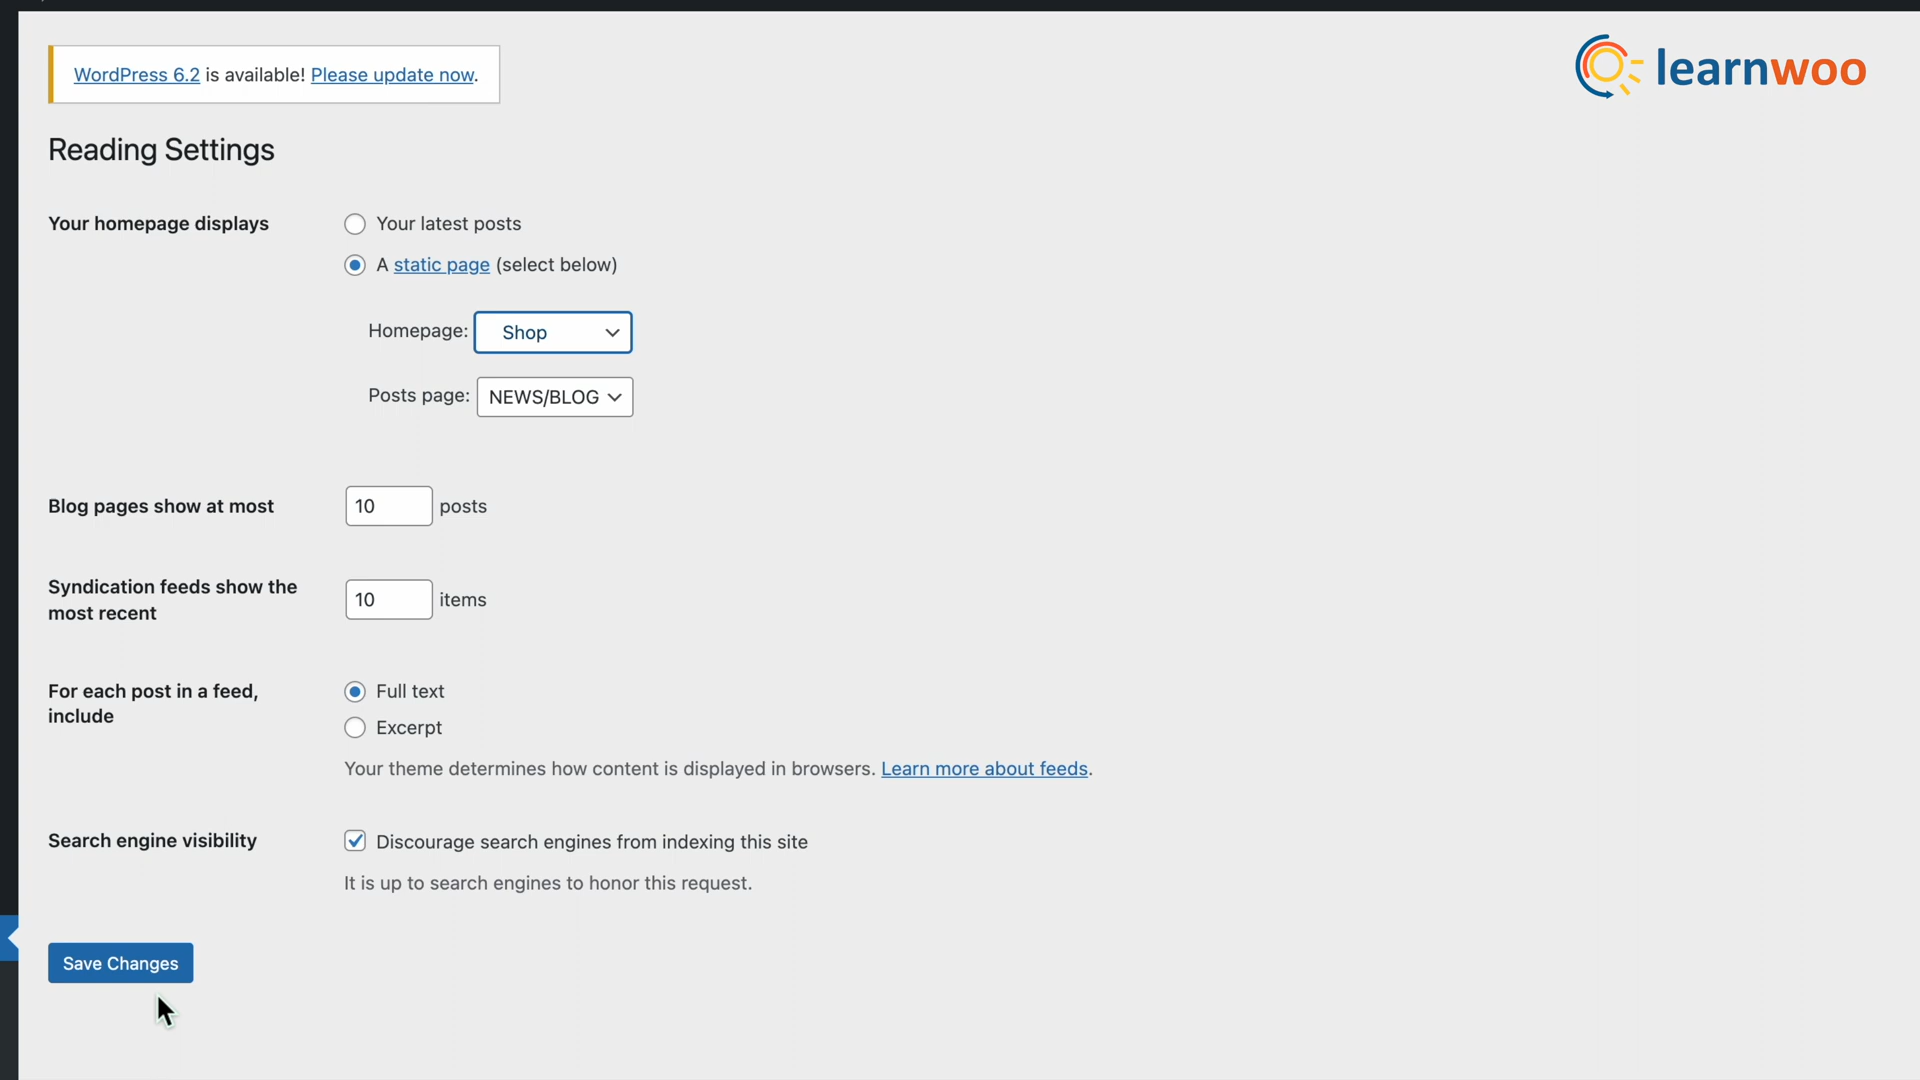 WordPress 6.2 is available! Please update now.
learnwoo
Reading Settings
Your homepage displays
Your latest posts
A static page (select below)
Homepage: Shop
Posts page: NEWS/BLOG
Blog pages show at most 10 posts
Syndication feeds show the
most recent
10 items
For each post in a feed,
include
Full text
Excerpt
Your theme determines how content is displayed in browsers. Learn more about feeds.
Search engine visibility
Discourage search engines from indexing this site
It is up to search engines to honor this request.
Save Changes